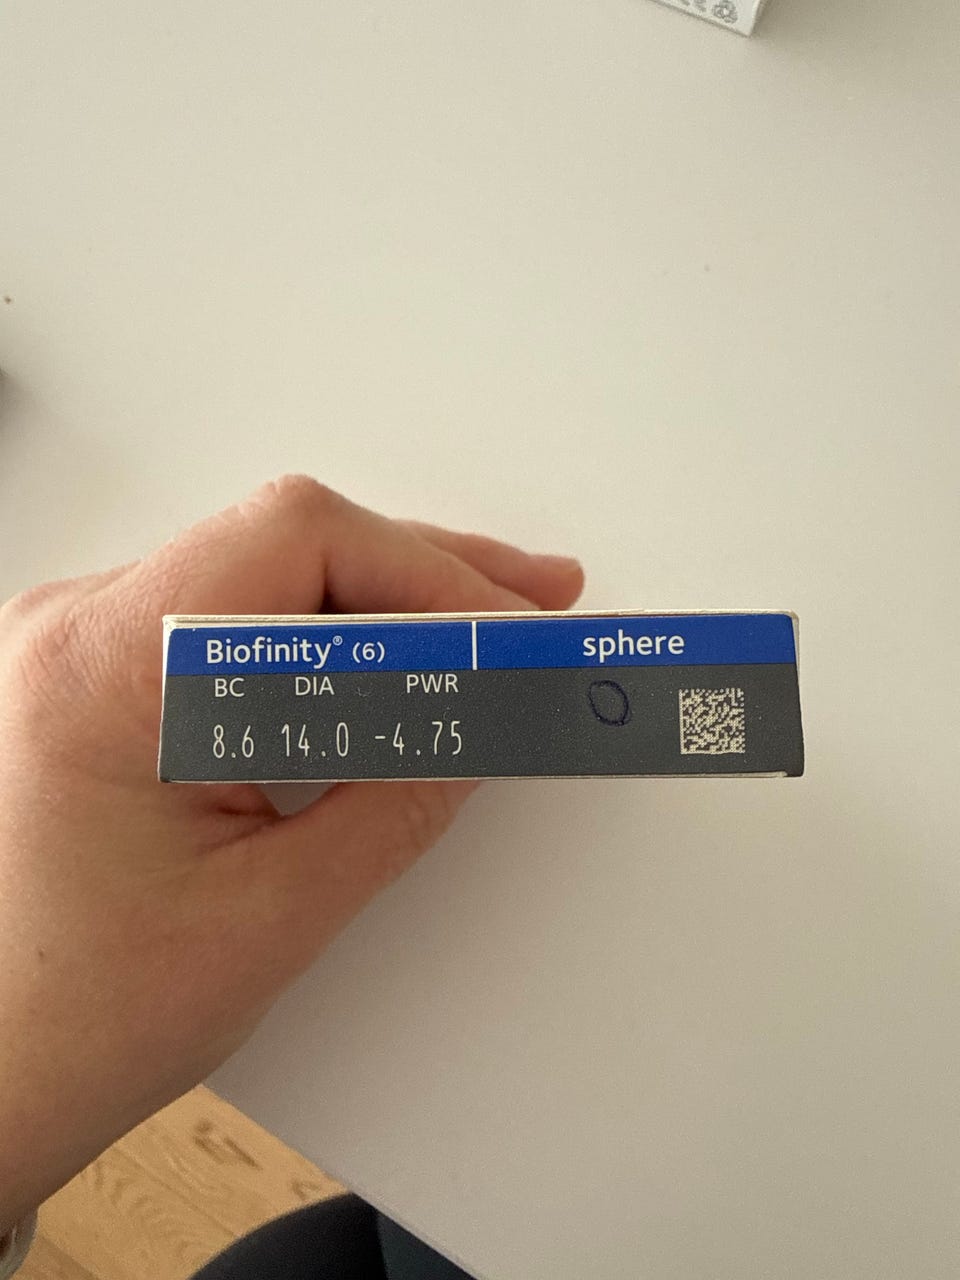 Biofinity® (6) sphere
BC DIA PWR
8.6 14.0 -4.75
O